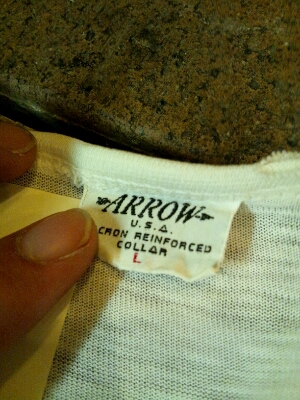 ARROW
U.S.A.
CRON REINFORCED
COLLAR
L